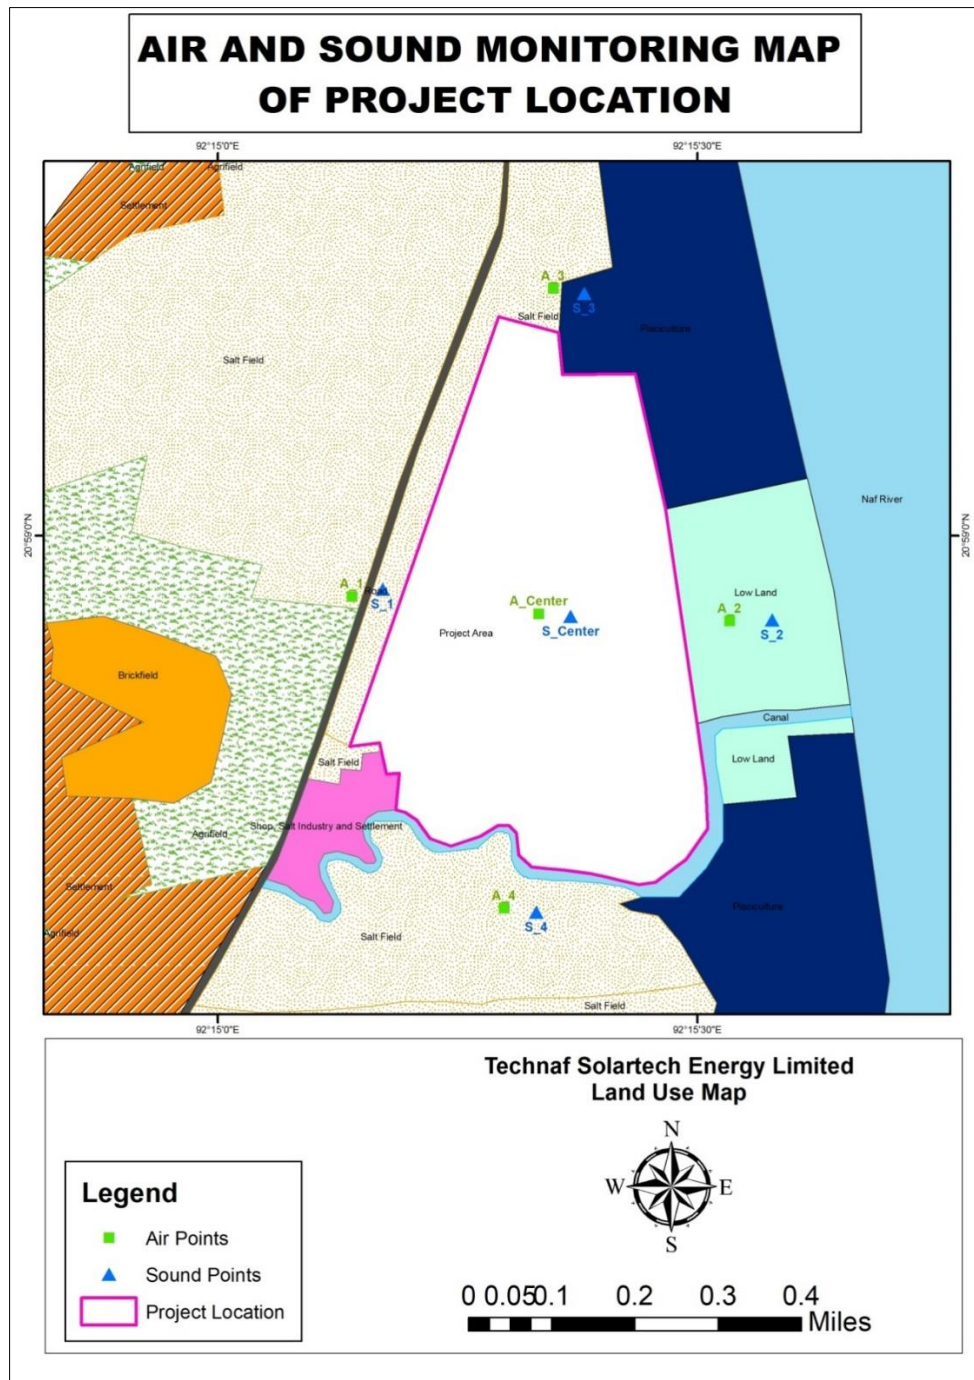 AIR AND SOUND MONITORING MAP
OF PROJECT LOCATION
92°15'0"E
92°15'30"E
Agrifield
Agrifield
Settlement
A_3
S_3
Salt Field
Pisciculture
Salt Field
Naf River
20°59'0"N
20°59'0"N
A_1
Road
S_1
A_Center
S_Center
Project Area
Low Land
A_2
S_2
Brickfield
Canal
Salt Field
Low Land
Shop, Salt Industry and Settlement
Agrifield
Settlement
A_4
S_4
Pisciculture
Agrifield
Salt Field
Salt Field
92°15'0"E
92°15'30"E
Technaf Solartech Energy Limited
Land Use Map
N
W E
S
Legend
Air Points
Sound Points
Project Location
0 0.050.1 0.2 0.3 0.4
Miles